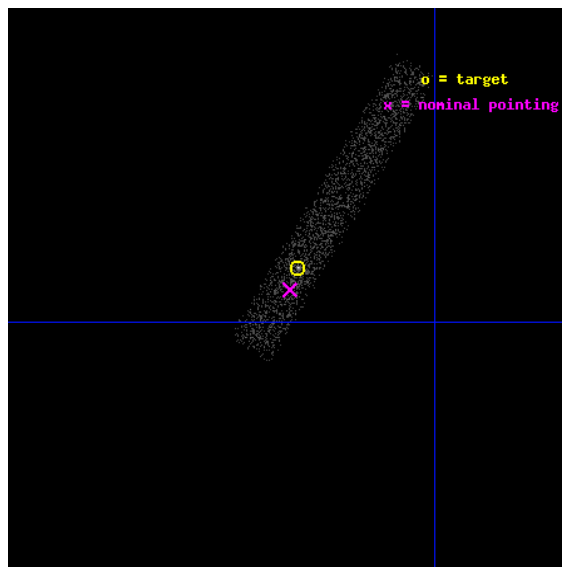 o = target
x = nominal pointing